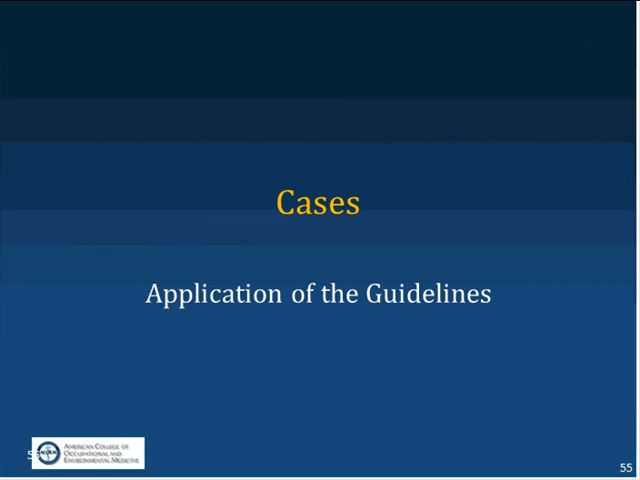 Cases
Application of the Guidelines
AMERICAN COLLEGE OF
OCCUPATIONAL AND
ENVIRONMENTAL MEDICINE
55